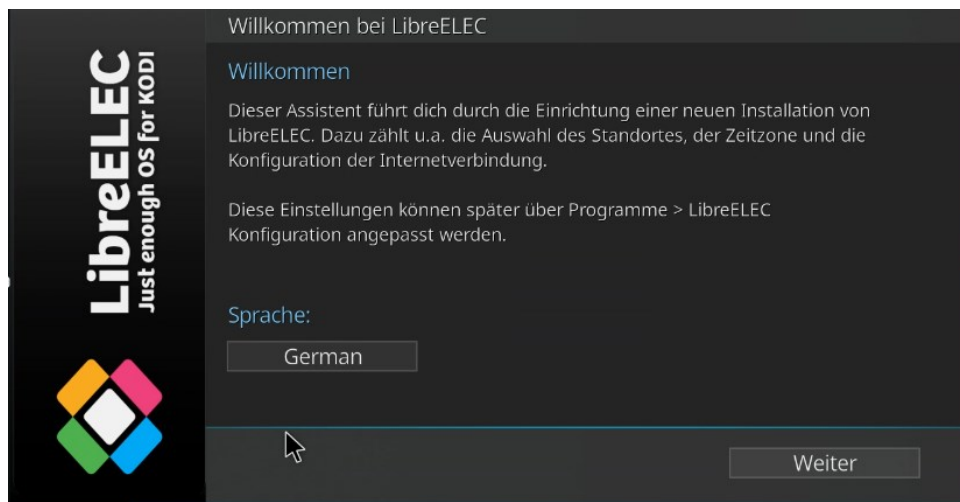 LibreELEC
Just enough OS for KODI
Willkommen bei LibreELEC
Willkommen
Dieser Assistent führt dich durch die Einrichtung einer neuen Installation von
LibreELEC. Dazu zählt u.a. die Auswahl des Standortes, der Zeitzone und die
Konfiguration der Internetverbindung.
Diese Einstellungen können später über Programme > LibreELEC
Konfiguration angepasst werden.
Sprache:
German
Weiter